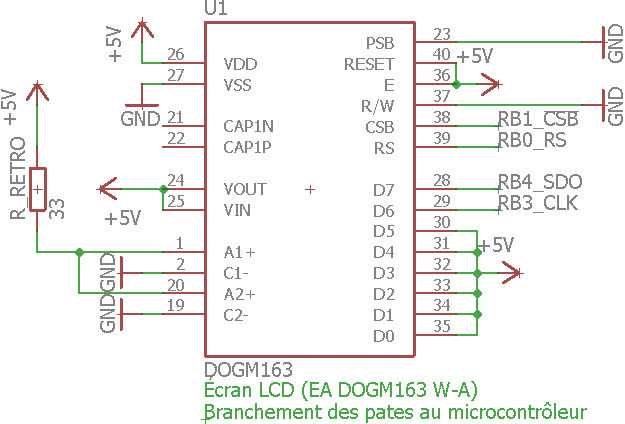 U1
+5V
26 VDD
27 VSS
GND
21 CAP1N
22 CAP1P
24 VOUT
25 VIN
+5V
1 A1+
2 C1-
20 A2+
19 C2-
GND
GND
+5V
R_RETRO
33
PSB 23
GND
RESET 40
+5V
E 36
R/W 37
GND
CSB 38 RB1_CSB
RS 39 RB0_RS
D7 28 RB4_SDO
D6 29 RB3_CLK
D5 30
D4 31
+5V
D3 32
D2 33
D1 34
D0 35
DOGM163
Écran LCD (EA DOGM163 W-A)
Branchement des pates au microcontrôleur